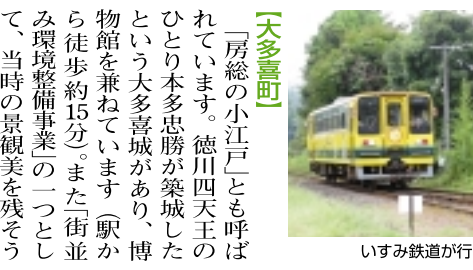 【大多喜町】
「房総の小江戸」とも呼ば
れています。徳川四天王の
ひとり本多忠勝が築城した
という大多喜城があり、博
物館を兼ねています（駅か
ら徒歩約15分）。また「街並
み環境整備事業」の一つとし
て、当時の景観美を残そう
いすみ鉄道が行